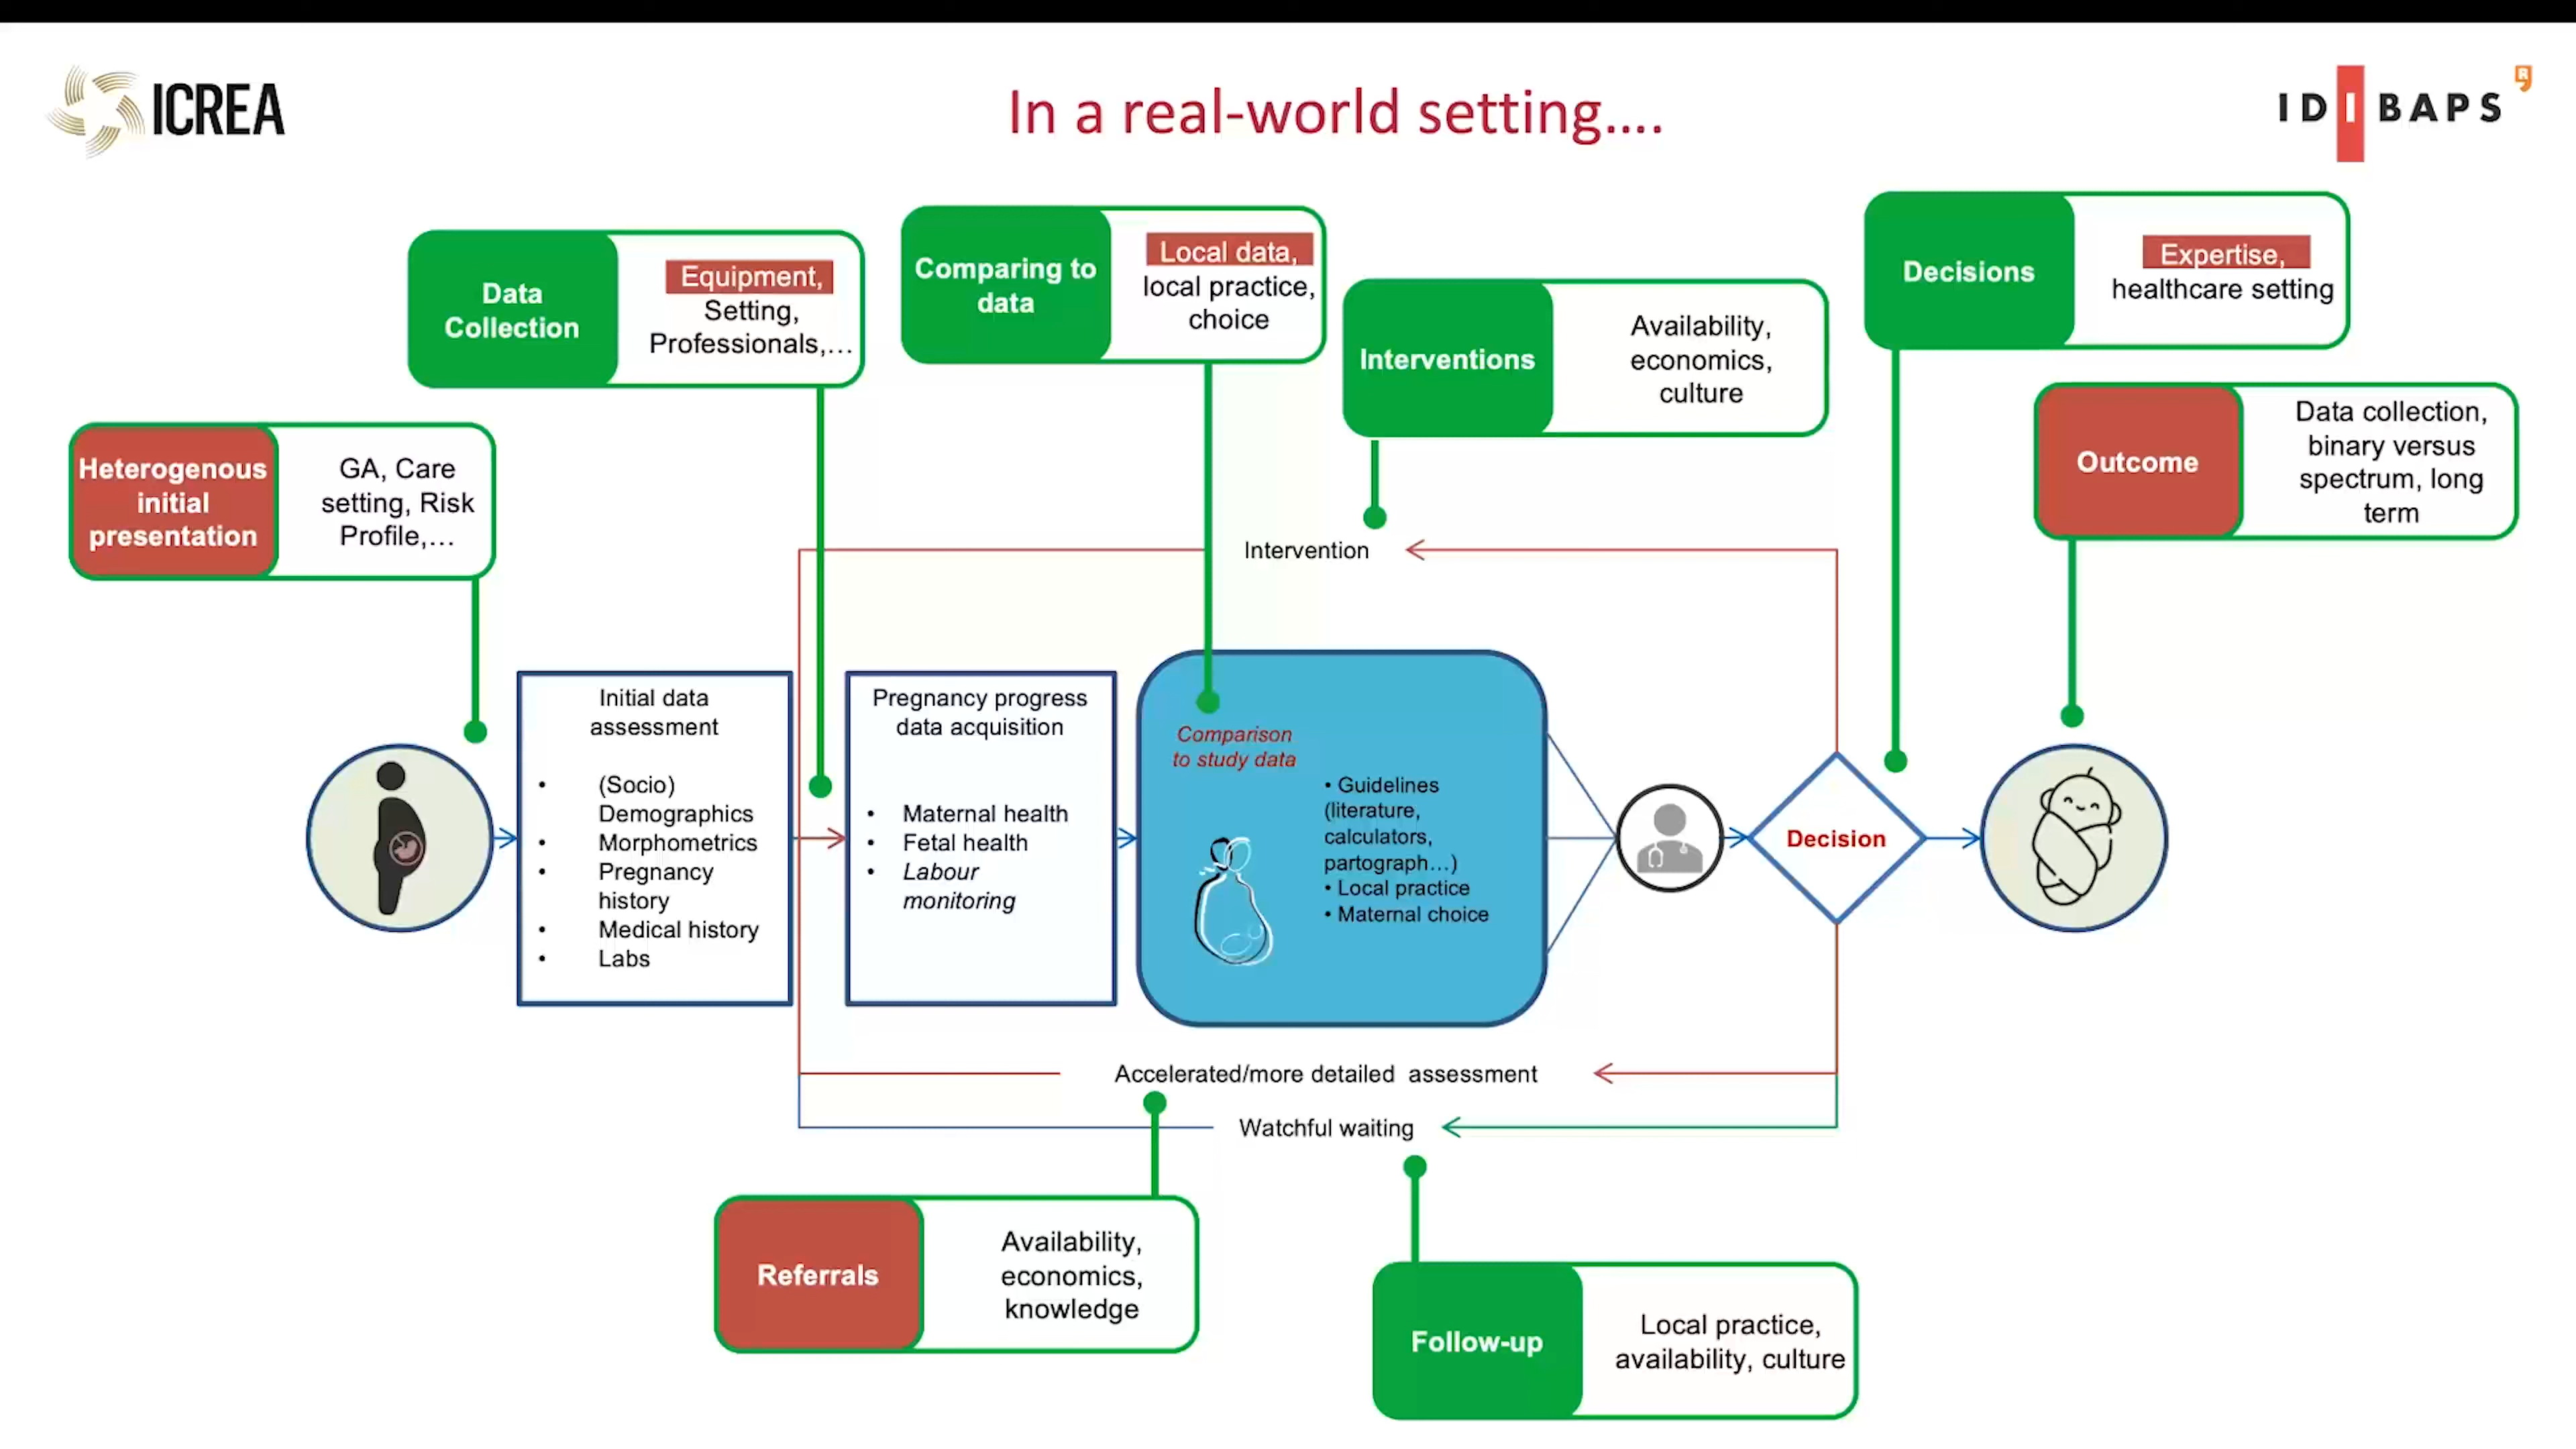 ICREA
In a real-world setting....
IDIBAPS
R
Data
Collection
Equipment,
Setting,
Professionals,...
Comparing to
data
Local data,
local practice,
choice
Interventions
Availability,
economics,
culture
Decisions
Expertise,
healthcare setting
Heterogenous
initial
presentation
GA, Care
setting, Risk
Profile,...
Outcome
Data collection,
binary versus
spectrum, long
term
Intervention
Initial data
assessment
• (Socio)
Demographics
• Morphometrics
• Pregnancy
history
• Medical history
• Labs
Pregnancy progress
data acquisition
• Maternal health
• Fetal health
• Labour
monitoring
Comparison
to study data
• Guidelines
(literature,
calculators,
partograph...)
• Local practice
• Maternal choice
Decision
Accelerated/more detailed assessment
Watchful waiting
Referrals
Availability,
economics,
knowledge
Follow-up
Local practice,
availability, culture